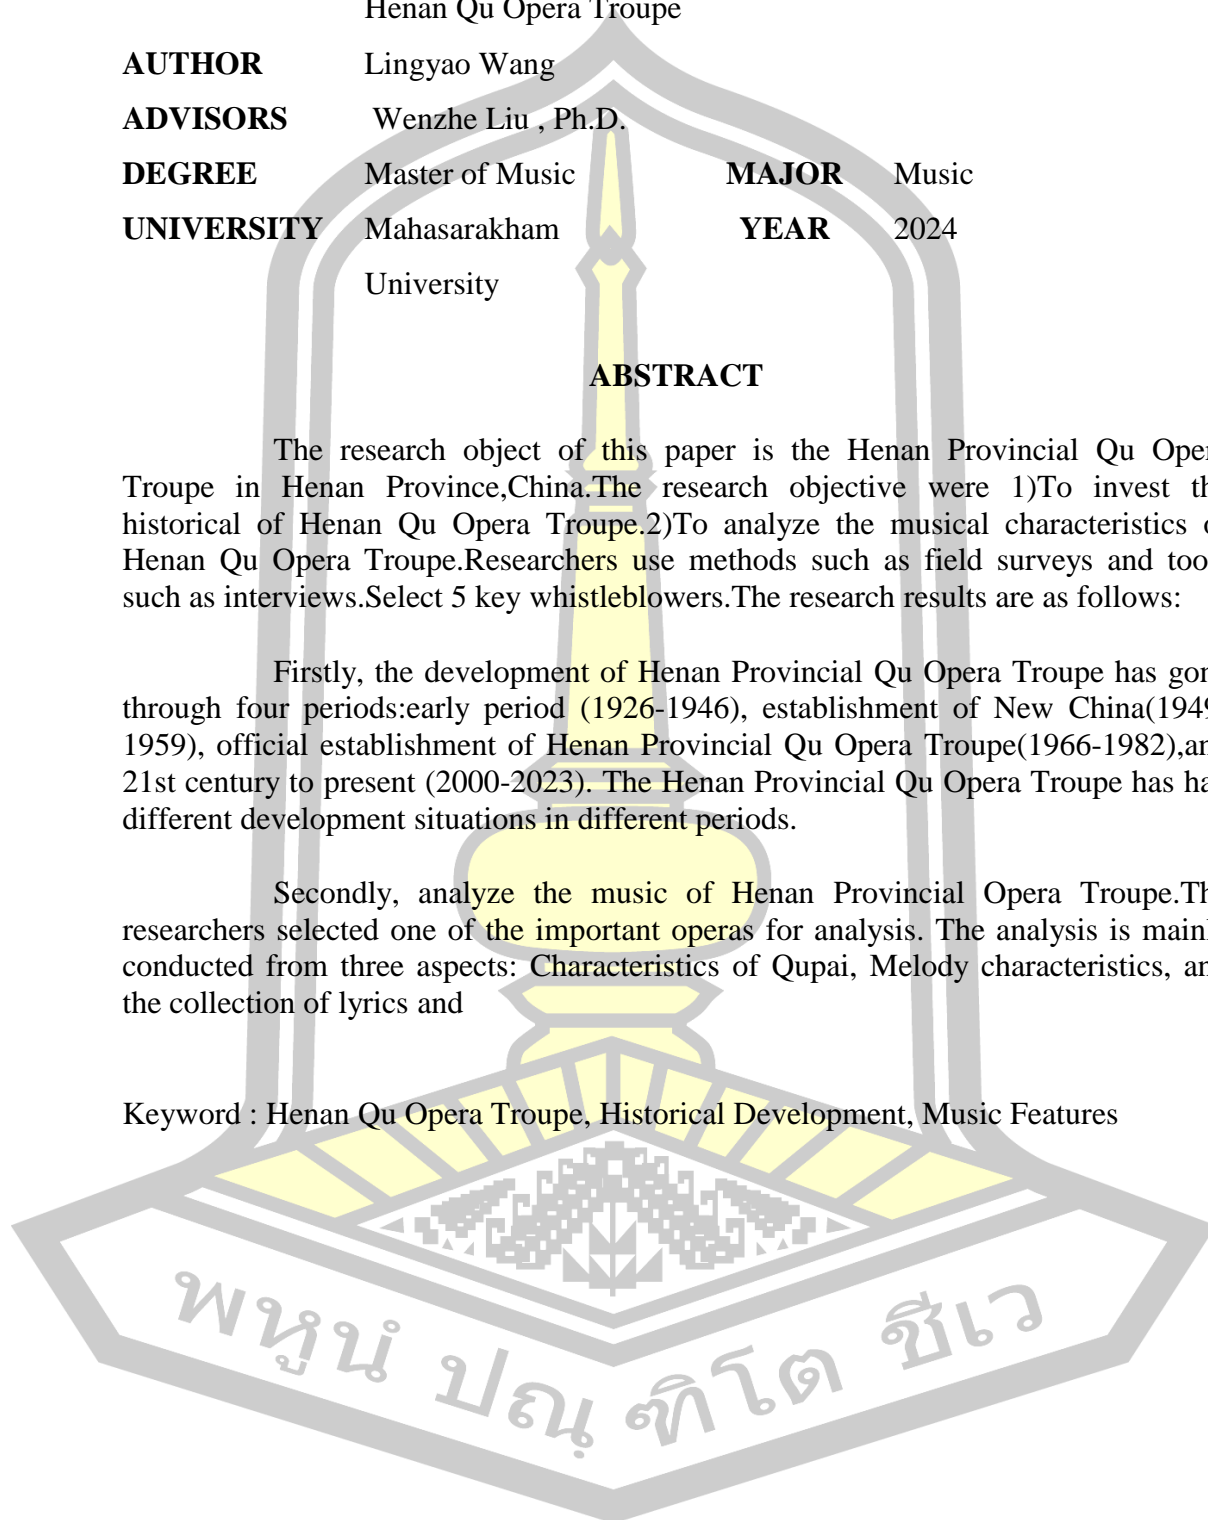 Henan Qu Opera Troupe
AUTHOR Lingyao Wang
ADVISORS Wenzhe Liu , Ph.D.
DEGREE Master of Music MAJOR Music
UNIVERSITY Mahasarakham YEAR 2024
University
ABSTRACT
The research object of this paper is the Henan Provincial Qu Oper
Troupe in Henan Province,China.The research objective were 1)To invest th
historical of Henan Qu Opera Troupe.2)To analyze the musical characteristics o
Henan Qu Opera Troupe.Researchers use methods such as field surveys and too
such as interviews.Select 5 key whistleblowers.The research results are as follows:
Firstly, the development of Henan Provincial Qu Opera Troupe has gon
through four periods:early period (1926-1946), establishment of New China(1949
1959), official establishment of Henan Provincial Qu Opera Troupe(1966-1982),an
21st century to present (2000-2023). The Henan Provincial Qu Opera Troupe has ha
different development situations in different periods.
Secondly, analyze the music of Henan Provincial Opera Troupe.Th
researchers selected one of the important operas for analysis. The analysis is mainl
conducted from three aspects: Characteristics of Qupai, Melody characteristics, an
the collection of lyrics and
Keyword : Henan Qu Opera Troupe, Historical Development, Music Features
พหูนํ ปณฺฑิโต ชีเว